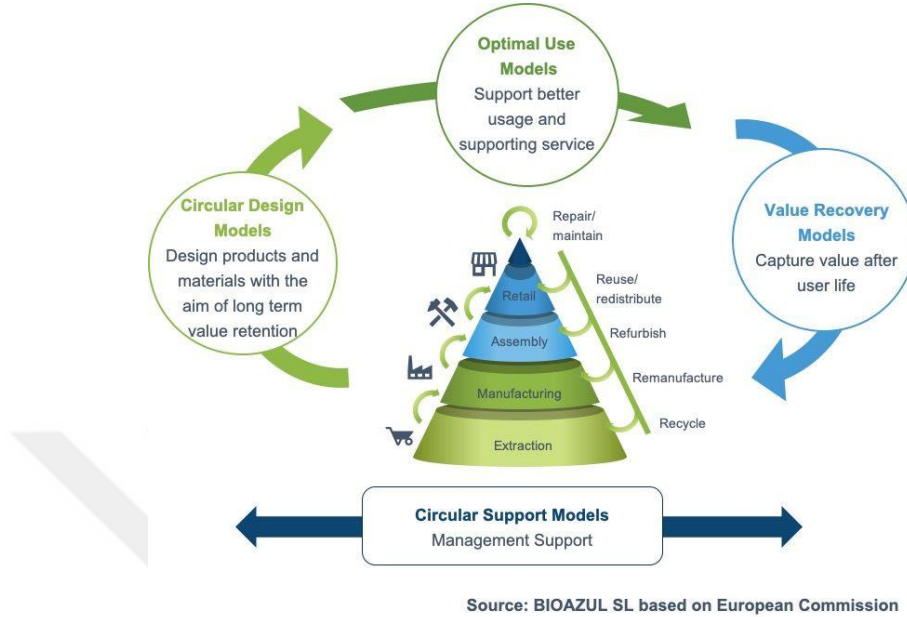 Optimal Use
Models
Support better
usage and
supporting service
Circular Design
Models
Design products and
materials with the
aim of long term
value retention
Value Recovery
Models
Capture value after
user life
Repair/
maintain
Reuse/
redistribute
Refurbish
Remanufacture
Recycle
Retail
Assembly
Manufacturing
Extraction
Circular Support Models
Management Support
Source: BIOAZUL SL based on European Commission